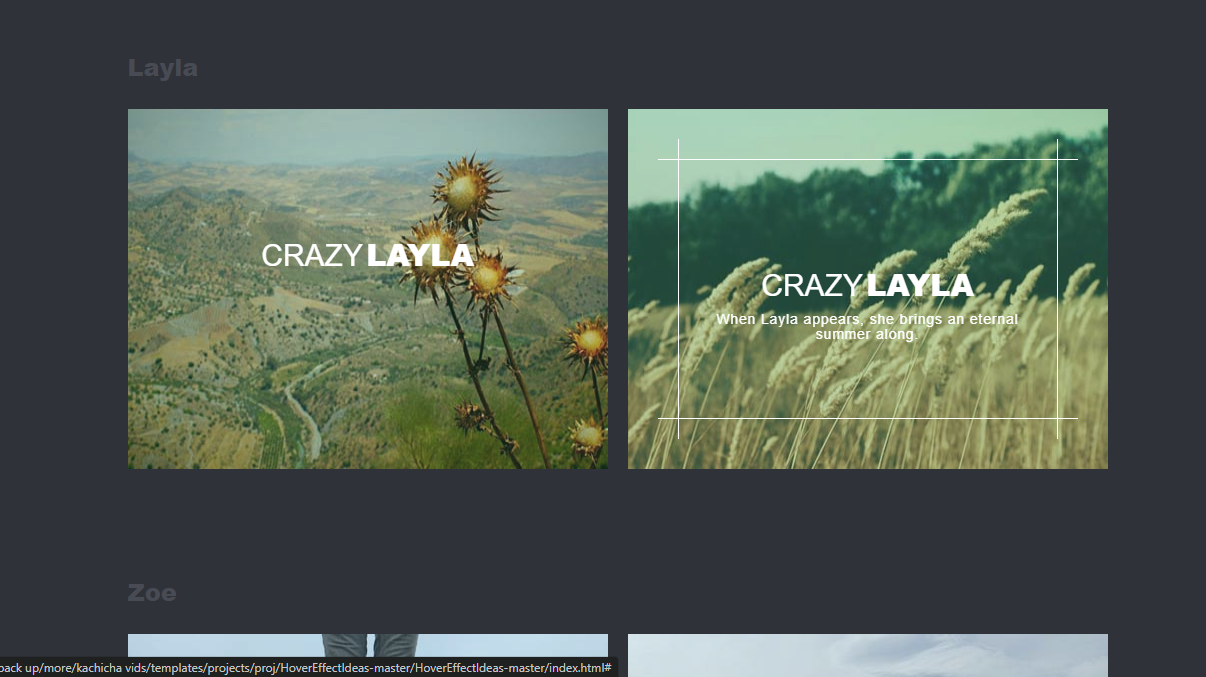 Layla
CRAZY LAYLA
CRAZY LAYLA
When Layla appears, she brings an eternal
summer along.
Zoe
back up/more/kachicha vids/templates/projects/proj/HoverEffectIdeas-master/HoverEffectIdeas-master/index.html#